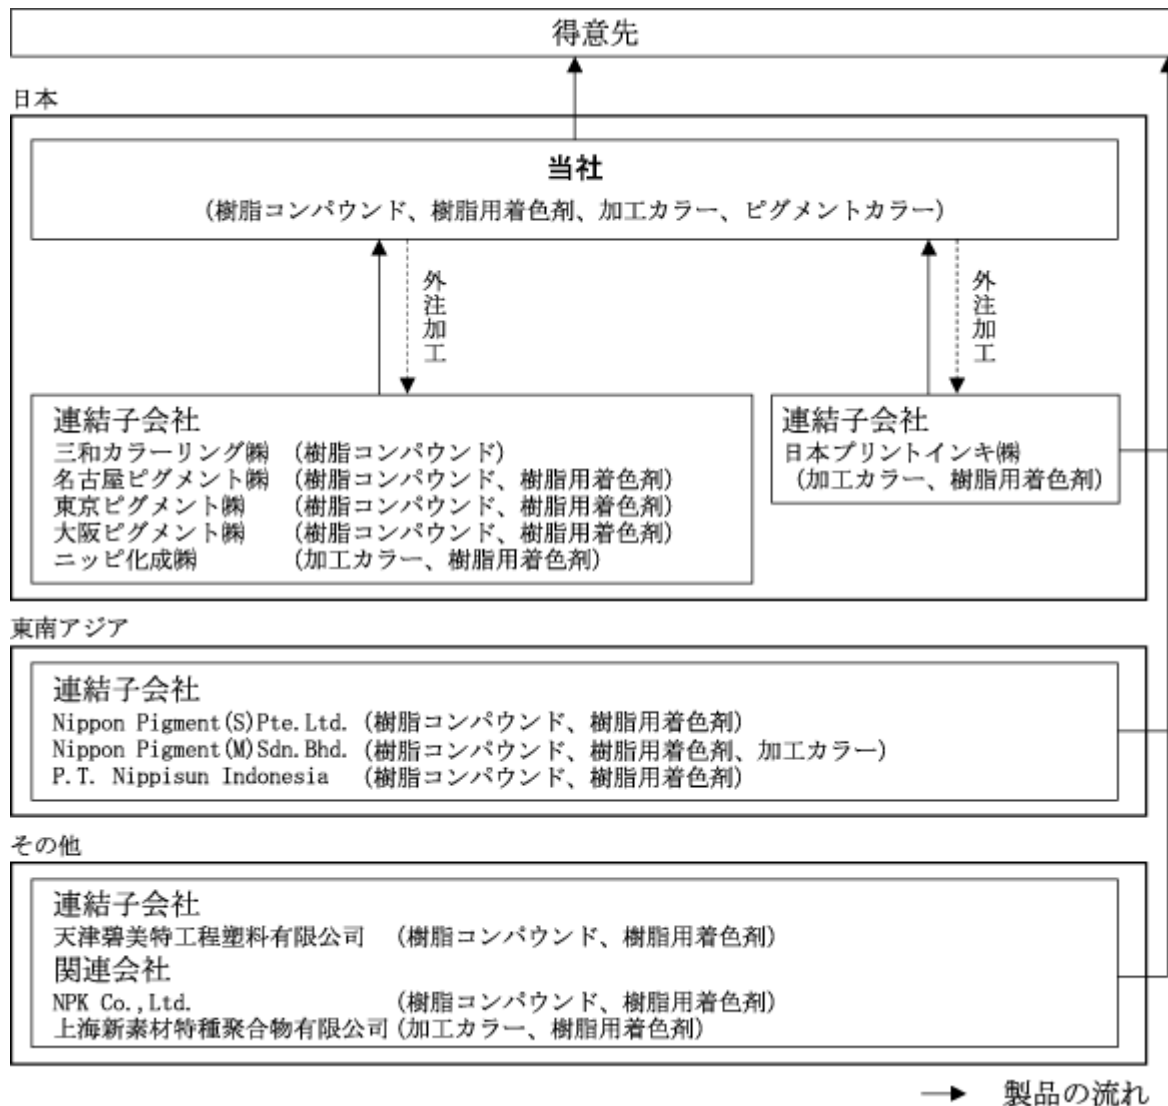 得意先
日本
当社
(樹脂コンパウンド、樹脂用着色剤、加工カラー、ピグメントカラー)
外注加工
外注加工
連結子会社
三和カラーリング㈱ (樹脂コンパウンド)
名古屋ピグメント㈱ (樹脂コンパウンド、樹脂用着色剤)
東京ピグメント㈱ (樹脂コンパウンド、樹脂用着色剤)
大阪ピグメント㈱ (樹脂コンパウンド、樹脂用着色剤)
ニッピ化成㈱ (加工カラー、樹脂用着色剤)
連結子会社
日本プリントインキ㈱
(加工カラー、樹脂用着色剤)
東南アジア
連結子会社
Nippon Pigment(S)Pte.Ltd. (樹脂コンパウンド、樹脂用着色剤)
Nippon Pigment(M)Sdn.Bhd. (樹脂コンパウンド、樹脂用着色剤、加工カラー)
P.T. Nippisun Indonesia (樹脂コンパウンド、樹脂用着色剤)
その他
連結子会社
天津碧美特工程塑料有限公司 (樹脂コンパウンド、樹脂用着色剤)
関連会社
NPK Co.,Ltd. (樹脂コンパウンド、樹脂用着色剤)
上海新素材特種聚合物有限公司 (加工カラー、樹脂用着色剤)
製品の流れ